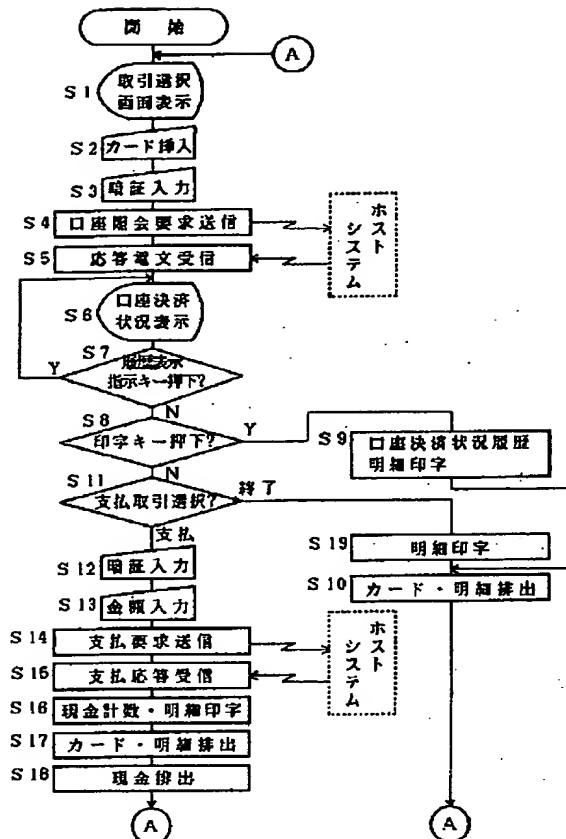 開始
A
S1
取引選択
画面表示
S2 カード挿入
S3 暗証入力
S4 口座照会要求送信
S5 応答電文受信
ホスト
システム
S6
口座決済
状況表示
S7
履歴表示
指示キー押下?
Y
N
S8
印字キー押下?
Y
N
S9
口座決済状況履歴
明細印字
S11
支払取引選択?
終了
支払
S19 明細印字
S10 カード・明細排出
S12 暗証入力
S13 金額入力
S14 支払要求送信
S15 支払応答受信
ホスト
システム
S16 現金計数・明細印字
S17 カード・明細排出
S18 現金排出
A
A